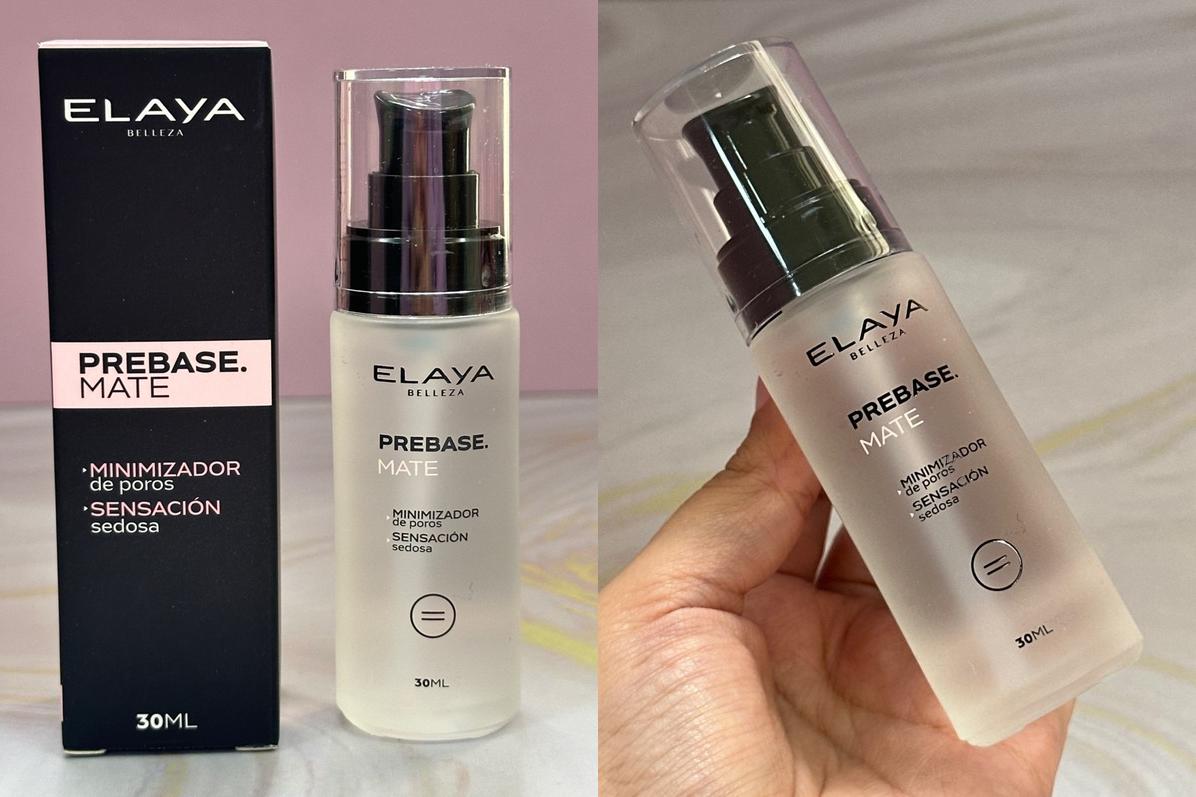 ELAYA
BELLEZA
PREBASE.
MATE
MINIMIZADOR
de poros
SENSACIÓN
sedosa
30ML
ELAYA
BELLEZA
PREBASE.
MATE
MINIMIZADOR
de poros
SENSACIÓN
sedosa
30ML
ELAYA
BELLEZA
PREBASE.
MATE
MINIMIZADOR
de poros
SENSACIÓN
sedosa
30ML